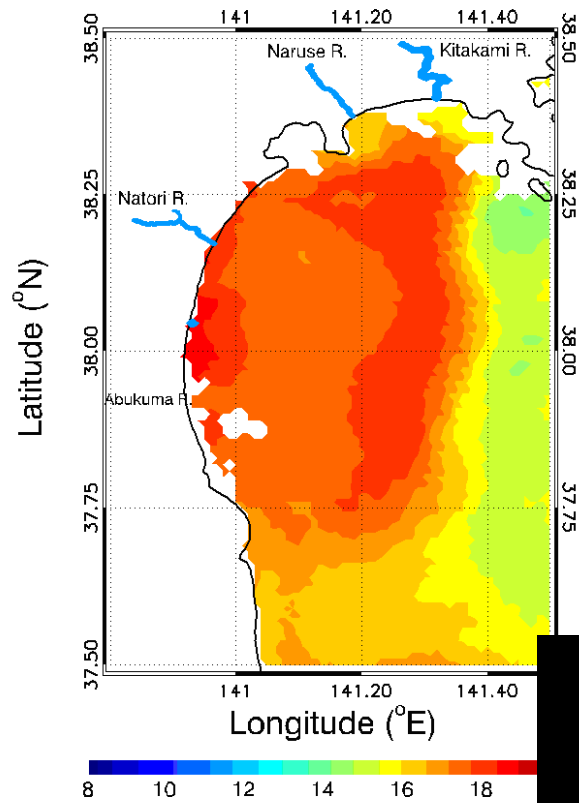 141 141.20 141.40
38.50 38.50
Naruse R. Kitakami R.
38.25 38.25
Natori R.
Latitude (°N)
38.00 38.00
Abukuma R.
37.75 37.75
37.50
141 141.20 141.40
Longitude (°E)
8 10 12 14 16 18